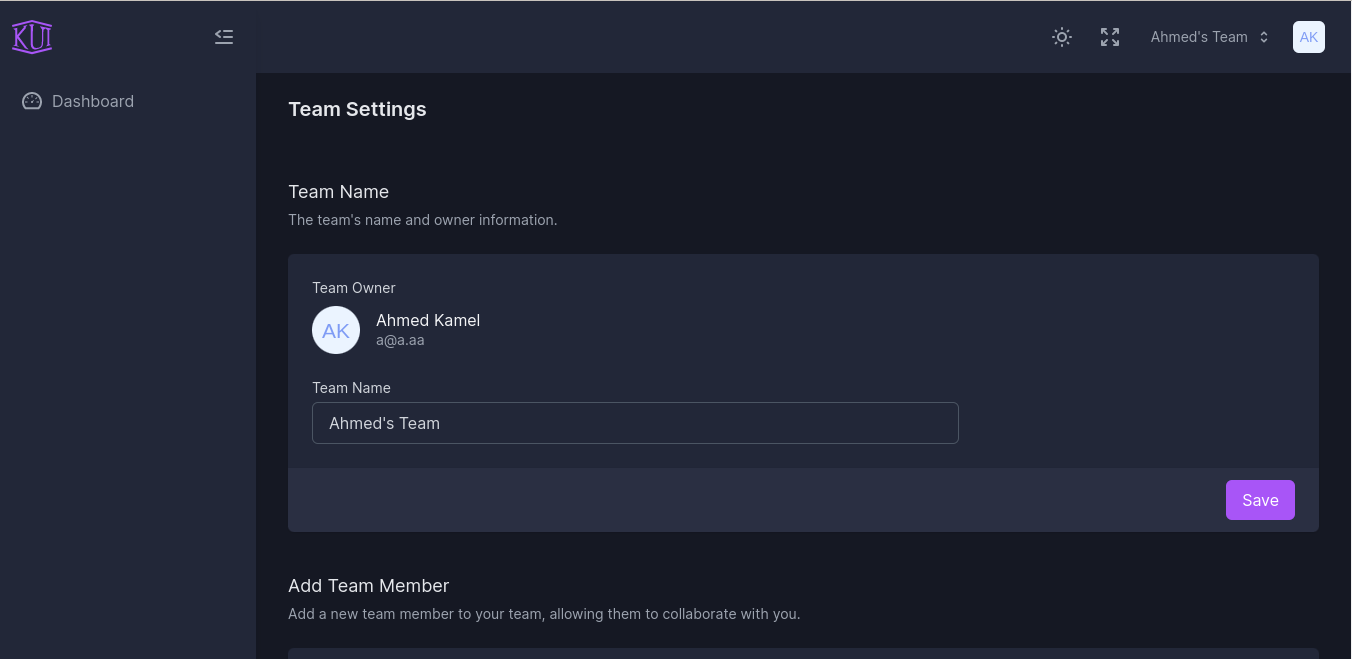 KUI
Ahmed's Team
AK
Dashboard
Team Settings
Team Name
The team's name and owner information.
Team Owner
AK
Ahmed Kamel
a@a.aa
Team Name
Ahmed's Team
Save
Add Team Member
Add a new team member to your team, allowing them to collaborate with you.